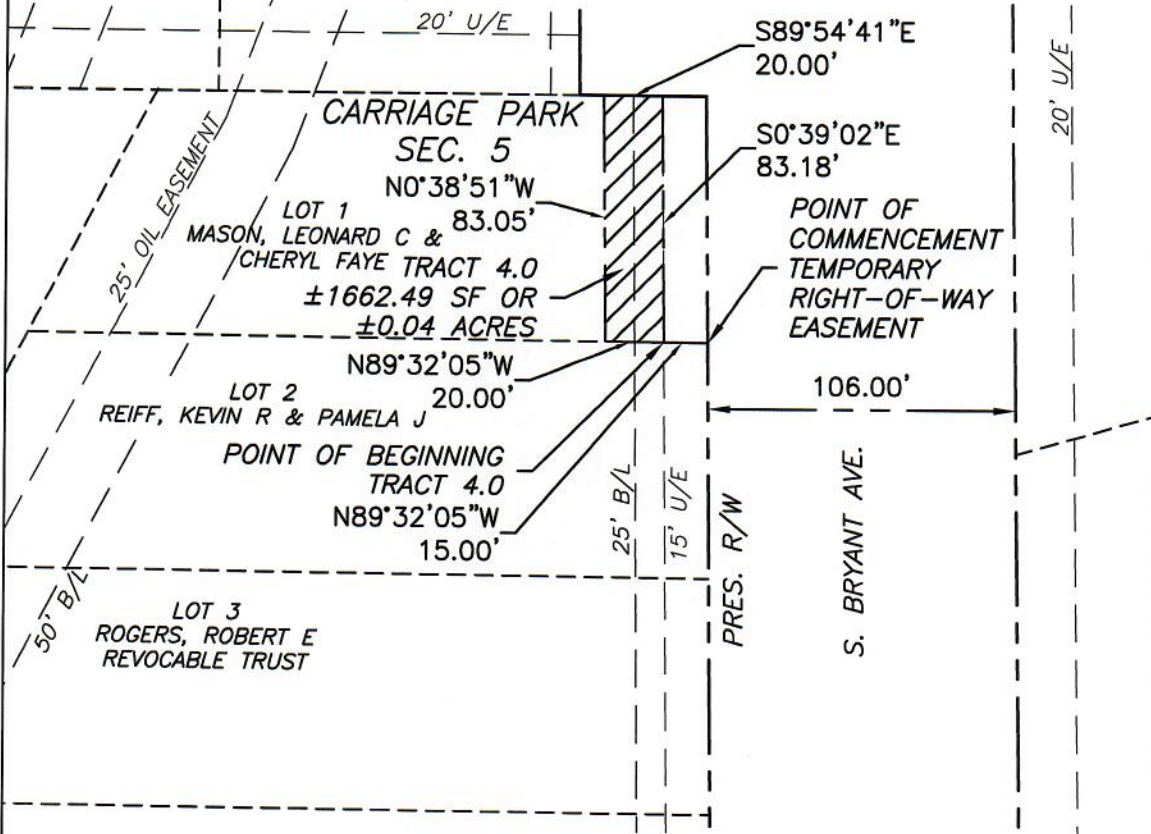 20' U/E
S89°54'41"E
20.00'
20' U/E
CARRIAGE PARK
SEC. 5
S0°39'02"E
83.18'
N0°38'51"W
83.05'
25' OIL EASEMENT
LOT 1
MASON, LEONARD C &
CHERYL FAYE TRACT 4.0
±1662.49 SF OR
±0.04 ACRES
POINT OF
COMMENCEMENT
TEMPORARY
RIGHT-OF-WAY
EASEMENT
N89°32'05"W
20.00'
LOT 2
REIFF, KEVIN R & PAMELA J
106.00'
POINT OF BEGINNING
TRACT 4.0
N89°32'05"W
15.00'
25' B/L
15' U/E
PRES. R/W
S. BRYANT AVE.
50' B/L
LOT 3
ROGERS, ROBERT E
REVOCABLE TRUST